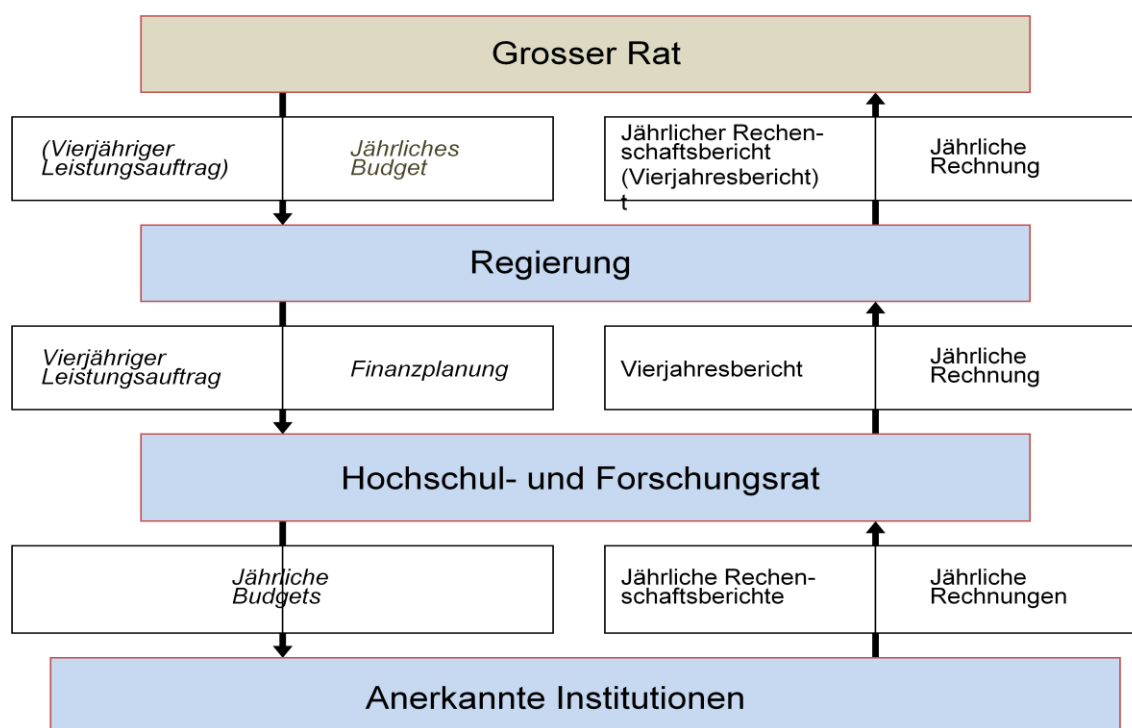 Grosser Rat
(Vierjähriger
Leistungsauftrag)
Jährliches
Budget
Jährlicher Rechen-
schaftsbericht
(Vierjahresbericht)
t
Jährliche
Rechnung
Regierung
Vierjähriger
Leistungsauftrag
Finanzplanung
Vierjahresbericht
Jährliche
Rechnung
Hochschul- und Forschungsrat
Jährliche
Budgets
Jährliche Rechen-
schaftsberichte
Jährliche
Rechnungen
Anerkannte Institutionen